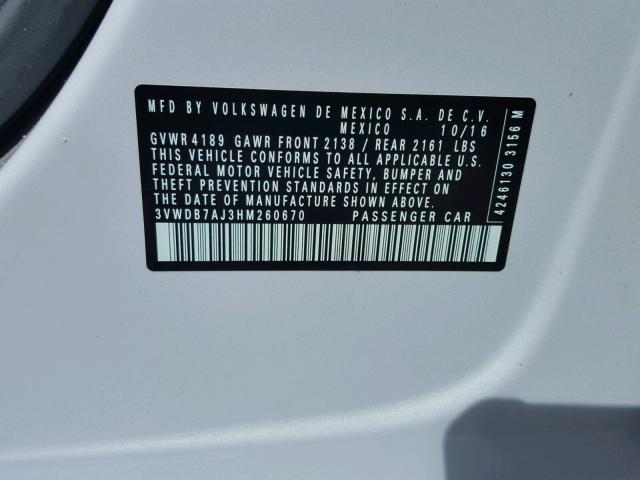 MFD BY VOLKSWAGEN DE MEXICO S.A. DE C.V.
MEXICO 10/16
GVWR 4189 GAWR FRONT 2138 / REAR 2161 LBS
THIS VEHICLE CONFORMS TO ALL APPLICABLE U.S.
FEDERAL MOTOR VEHICLE SAFETY, BUMPER AND
THEFT PREVENTION STANDARDS IN EFFECT ON
THE DATE OF MANUFACTURE SHOWN ABOVE.
3VWDB7AJ3HM260670 PASSENGER CAR
4246130 3156 M